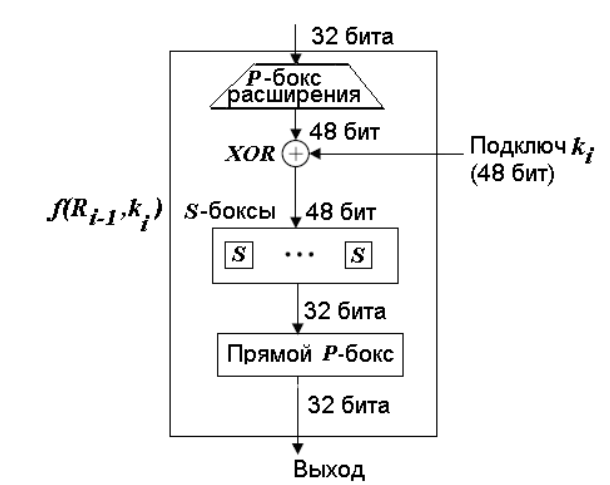 32 бита
P-бокс
расширения
48 бит
XOR
+
Подключ k_i
(48 бит)
f(R_{i-1},k_i)
S-боксы
48 бит
S ... S
32 бита
Прямой P-бокс
32 бита
Выход